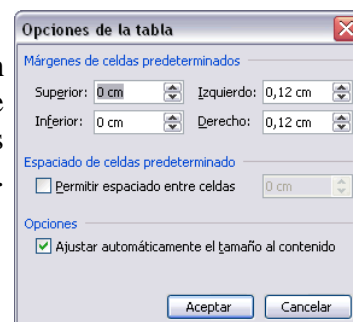 Opciones de la tabla
Márgenes de celdas predeterminados
Superior: 0 cm Izquierdo: 0,12 cm
Inferior: 0 cm Derecho: 0,12 cm
Espaciado de celdas predeterminado
Permitir espaciado entre celdas 0 cm
Opciones
Ajustar automáticamente el tamaño al contenido
Aceptar Cancelar